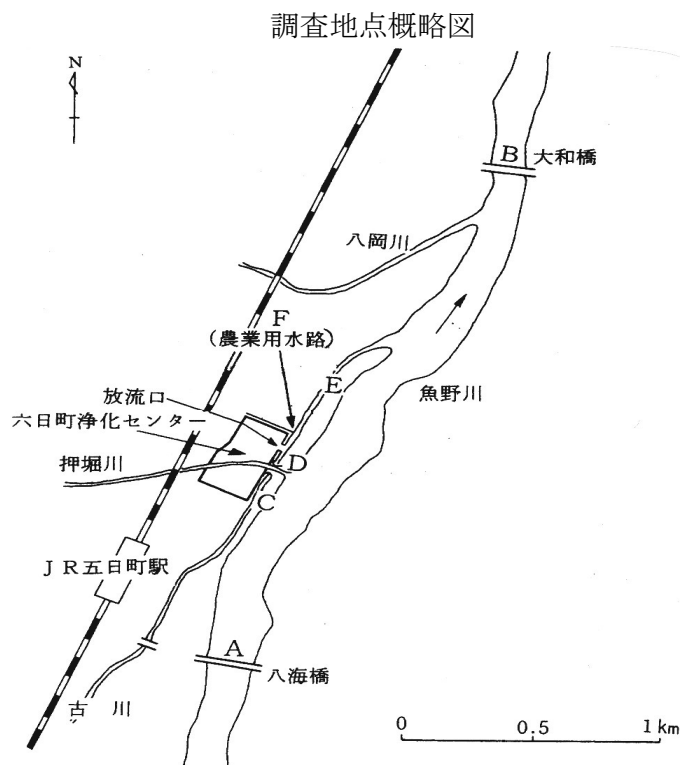 調査地点概略図
N
B 大和橋
八岡川
F
(農業用水路)
放流口
六日町浄化センター
押堀川
E
D
C
魚野川
JR五日町駅
A
八海橋
古川
0 0.5 1km